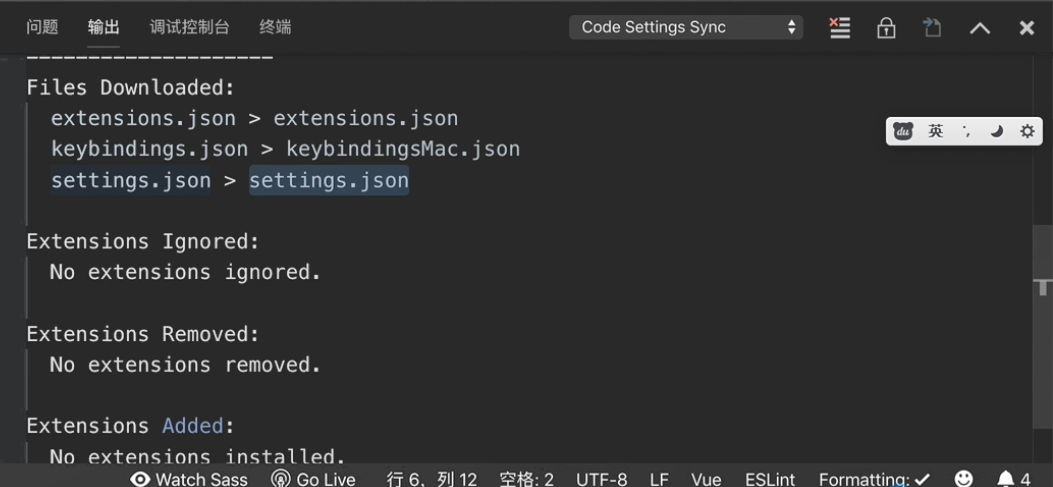 问题 输出 调试控制台 终端 Code Settings Sync
--------------------
Files Downloaded:
extensions.json > extensions.json
keybindings.json > keybindingsMac.json
settings.json > settings.json
du 英
Extensions Ignored:
No extensions ignored.
Extensions Removed:
No extensions removed.
Extensions Added:
No extensions installed.
Watch Sass Go Live 行 6，列 12 空格: 2 UTF-8 LF Vue ESLint Formatting: ✓ 4